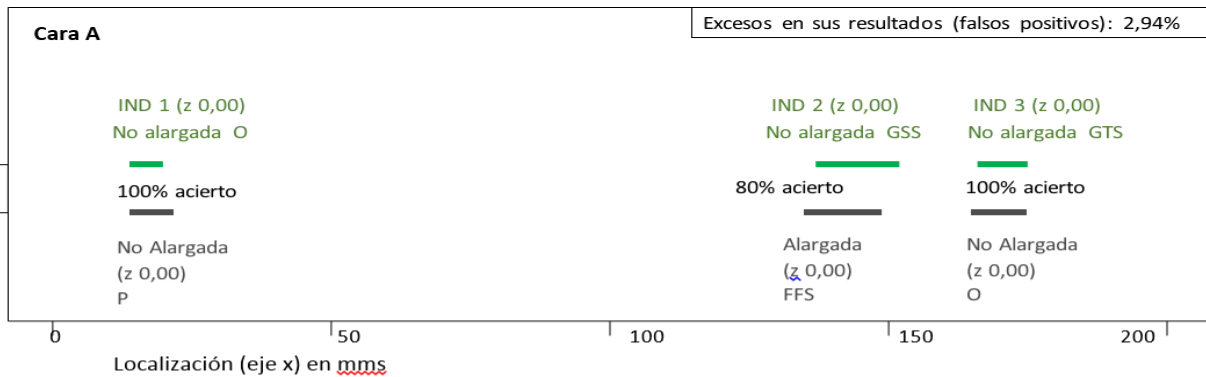 Cara A
Excesos en sus resultados (falsos positivos): 2,94%
IND 1 (z 0,00)
No alargada O
IND 2 (z 0,00)
No alargada GSS
IND 3 (z 0,00)
No alargada GTS
100% acierto
80% acierto
100% acierto
No Alargada
(z 0,00)
P
Alargada
(z 0,00)
FFS
No Alargada
(z 0,00)
O
0
50
100
150
200
Localización (eje x) en mms